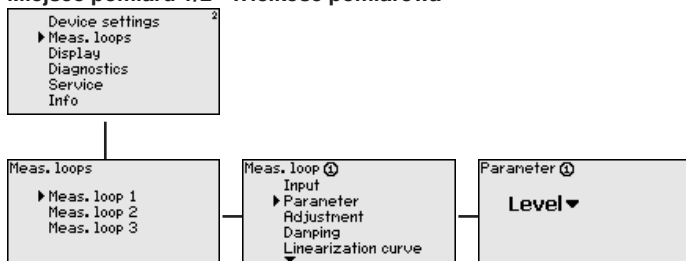 Device settings 2
Meas. loops
Display
Diagnostics
Service
Info
Meas. loops
Meas. loop 1
Meas. loop 2
Meas. loop 3
Meas. loop ①
Input
Parameter
Adjustment
Damping
Linearization curve
Parameter ①
Level